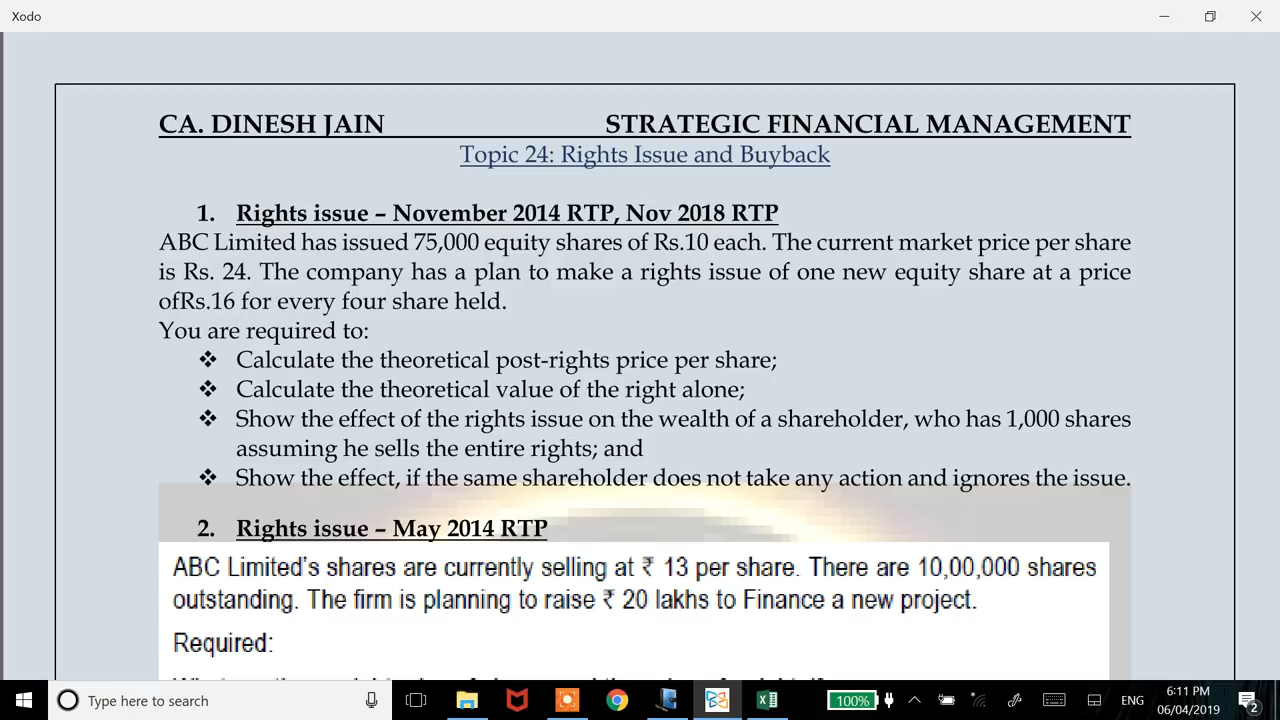 Xodo
CA. DINESH JAIN STRATEGIC FINANCIAL MANAGEMENT
Topic 24: Rights Issue and Buyback
1. Rights issue – November 2014 RTP, Nov 2018 RTP
ABC Limited has issued 75,000 equity shares of Rs.10 each. The current market price per share
is Rs. 24. The company has a plan to make a rights issue of one new equity share at a price
ofRs.16 for every four share held.
You are required to:
❖ Calculate the theoretical post-rights price per share;
❖ Calculate the theoretical value of the right alone;
❖ Show the effect of the rights issue on the wealth of a shareholder, who has 1,000 shares
assuming he sells the entire rights; and
❖ Show the effect, if the same shareholder does not take any action and ignores the issue.
2. Rights issue – May 2014 RTP
ABC Limited's shares are currently selling at ₹ 13 per share. There are 10,00,000 shares
outstanding. The firm is planning to raise ₹ 20 lakhs to Finance a new project.
Required:
Type here to search
100%
ENG
6:11 PM
06/04/2019
2